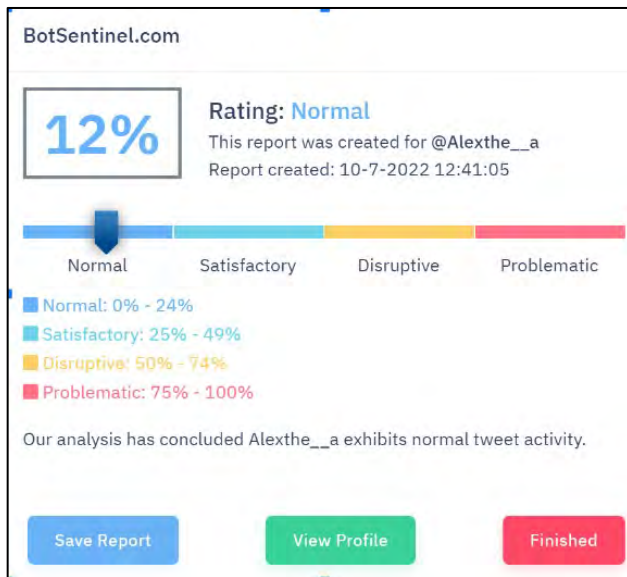 BotSentinel.com
12%
Rating: Normal
This report was created for @Alexthe__a
Report created: 10-7-2022 12:41:05
Normal Satisfactory Disruptive Problematic
Normal: 0% - 24%
Satisfactory: 25% - 49%
Disruptive: 50% - 74%
Problematic: 75% - 100%
Our analysis has concluded Alexthe__a exhibits normal tweet activity.
Save Report View Profile Finished